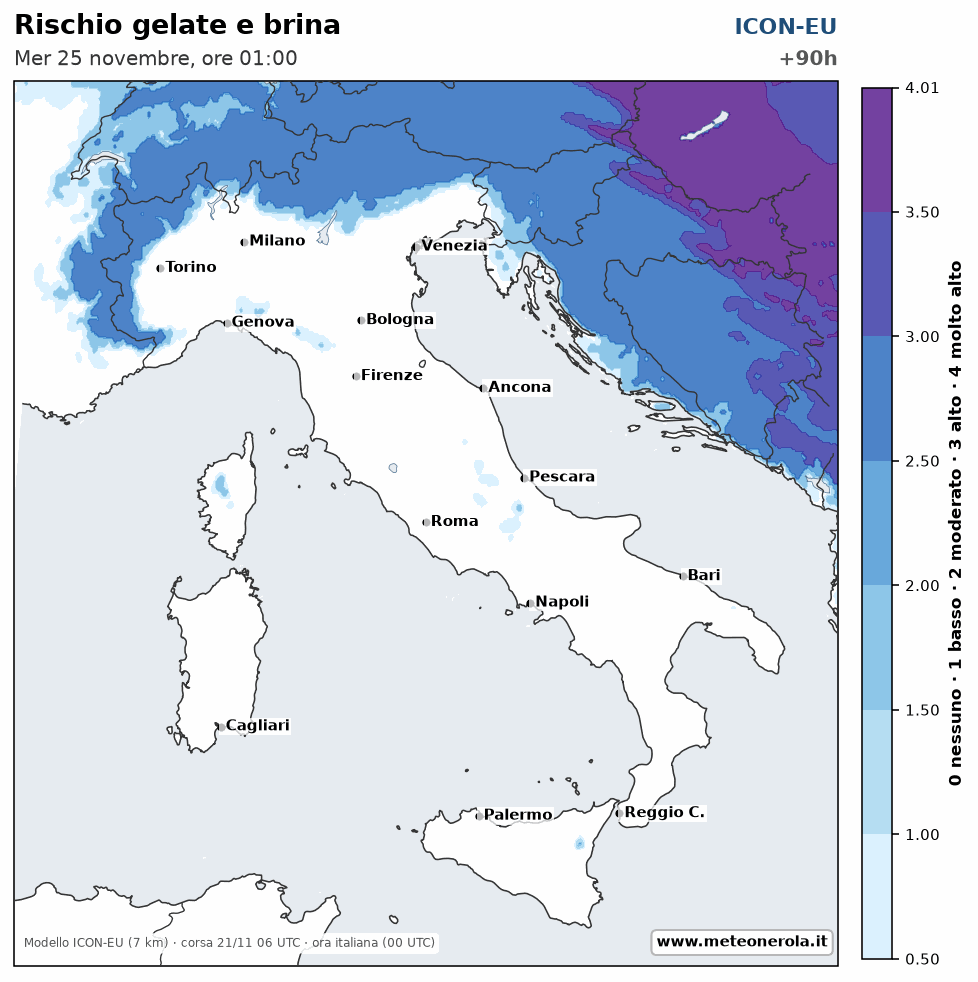 Rischio gelate e brina
ICON-EU
Mer 25 novembre, ore 01:00
+90h
4.01
3.50
3.00
2.50
2.00
1.50
1.00
0.50
0 nessuno · 1 basso · 2 moderato · 3 alto · 4 molto alto
Milano
Venezia
Torino
Genova
Bologna
Firenze
Ancona
Pescara
Roma
Bari
Napoli
Cagliari
Palermo
Reggio C.
Modello ICON-EU (7 km) · corsa 21/11 06 UTC · ora italiana (00 UTC)
www.meteonerola.it